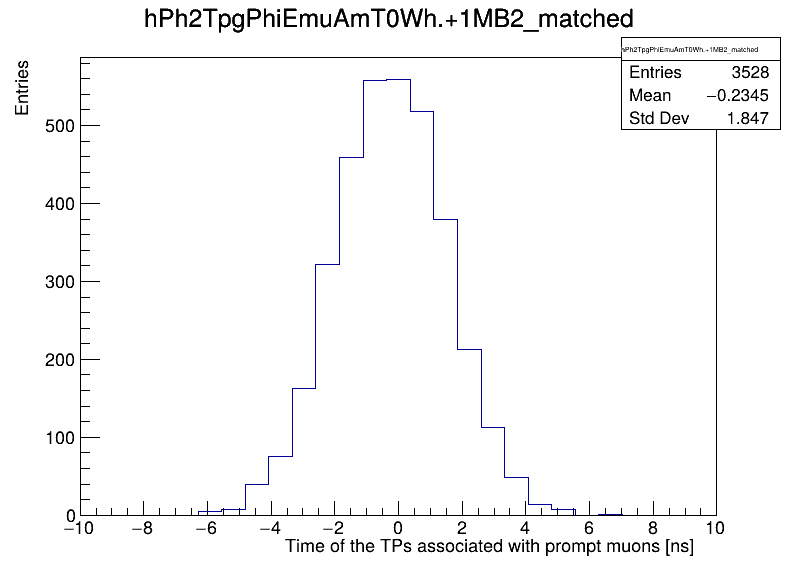 hPh2TpgPhiEmuAmT0Wh.+1MB2_matched
hPh2TpgPhiEmuAmT0Wh.+1MB2_matched
Entries 3528
Mean −0.2345
Std Dev 1.847
Entries
500
400
300
200
100
0
−10 −8 −6 −4 −2 0 2 4 6 8 10
Time of the TPs associated with prompt muons [ns]